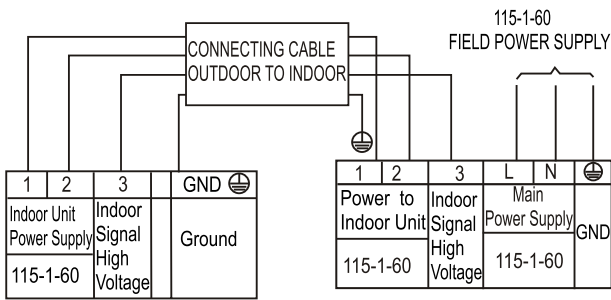 115-1-60
FIELD POWER SUPPLY
CONNECTING CABLE
OUTDOOR TO INDOOR
1 2 3 GND
Indoor Unit
Power Supply
115-1-60
Indoor
Signal
High
Voltage
Ground
1 2 3 L N
Power to
Indoor Unit
115-1-60
Indoor
Signal
High
Voltage
Main
Power Supply
115-1-60
GND